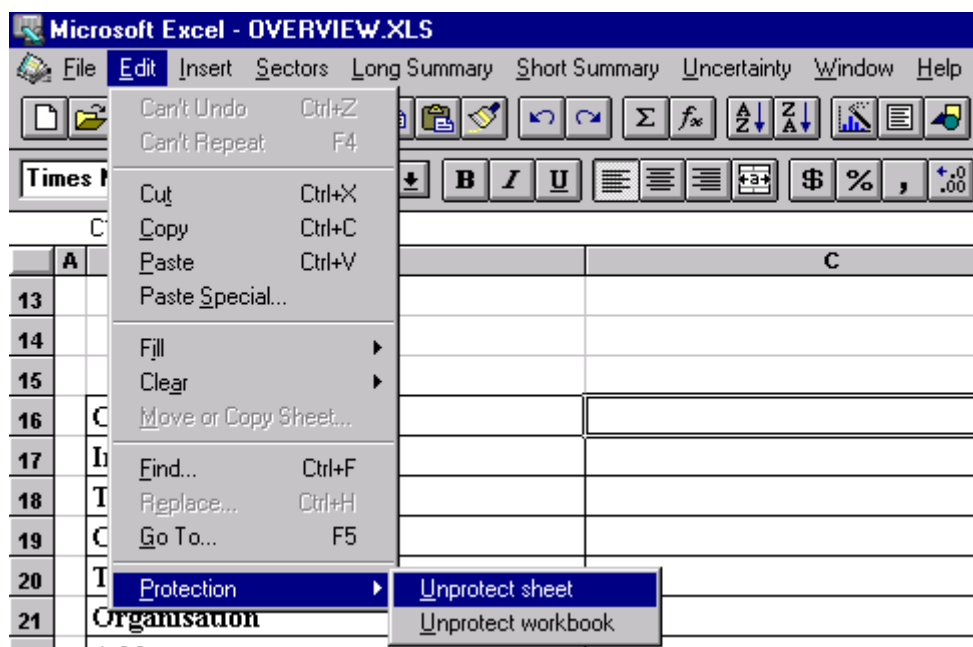 Microsoft Excel - OVERVIEW.XLS
File Edit Insert Sectors Long Summary Short Summary Uncertainty Window Help
Can't Undo Ctrl+Z
Can't Repeat F4
Times
B I U $ % ,
Cut Ctrl+X
Copy Ctrl+C
Paste Ctrl+V
Paste Special...
Fill
Clear
Move or Copy Sheet...
Find... Ctrl+F
Replace... Ctrl+H
Go To... F5
Protection
Unprotect sheet
Unprotect workbook
A C
13
14
15
16
17
18
19
20
21 Organisation